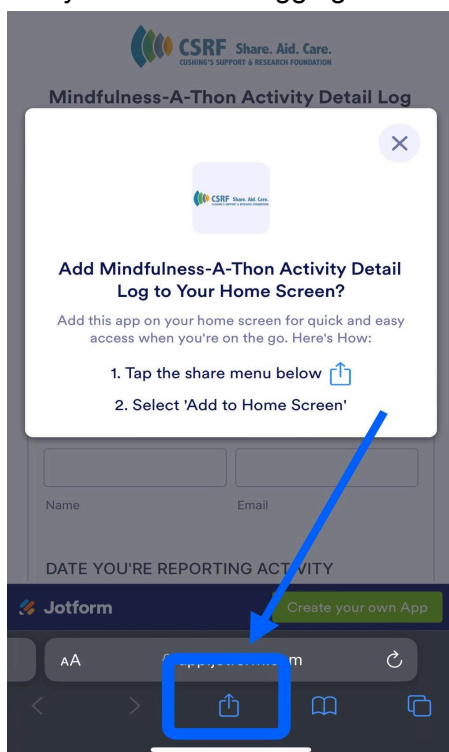 CSRF Share. Aid. Care.
CUSHING'S SUPPORT & RESEARCH FOUNDATION
Mindfulness-A-Thon Activity Detail Log
CSRF Share. Aid. Care.
Add Mindfulness-A-Thon Activity Detail
Log to Your Home Screen?
Add this app on your home screen for quick and easy
access when you're on the go. Here's How:
1. Tap the share menu below
2. Select 'Add to Home Screen'
Name Email
DATE YOU'RE REPORTING ACTIVITY
Jotform Create your own App
AA